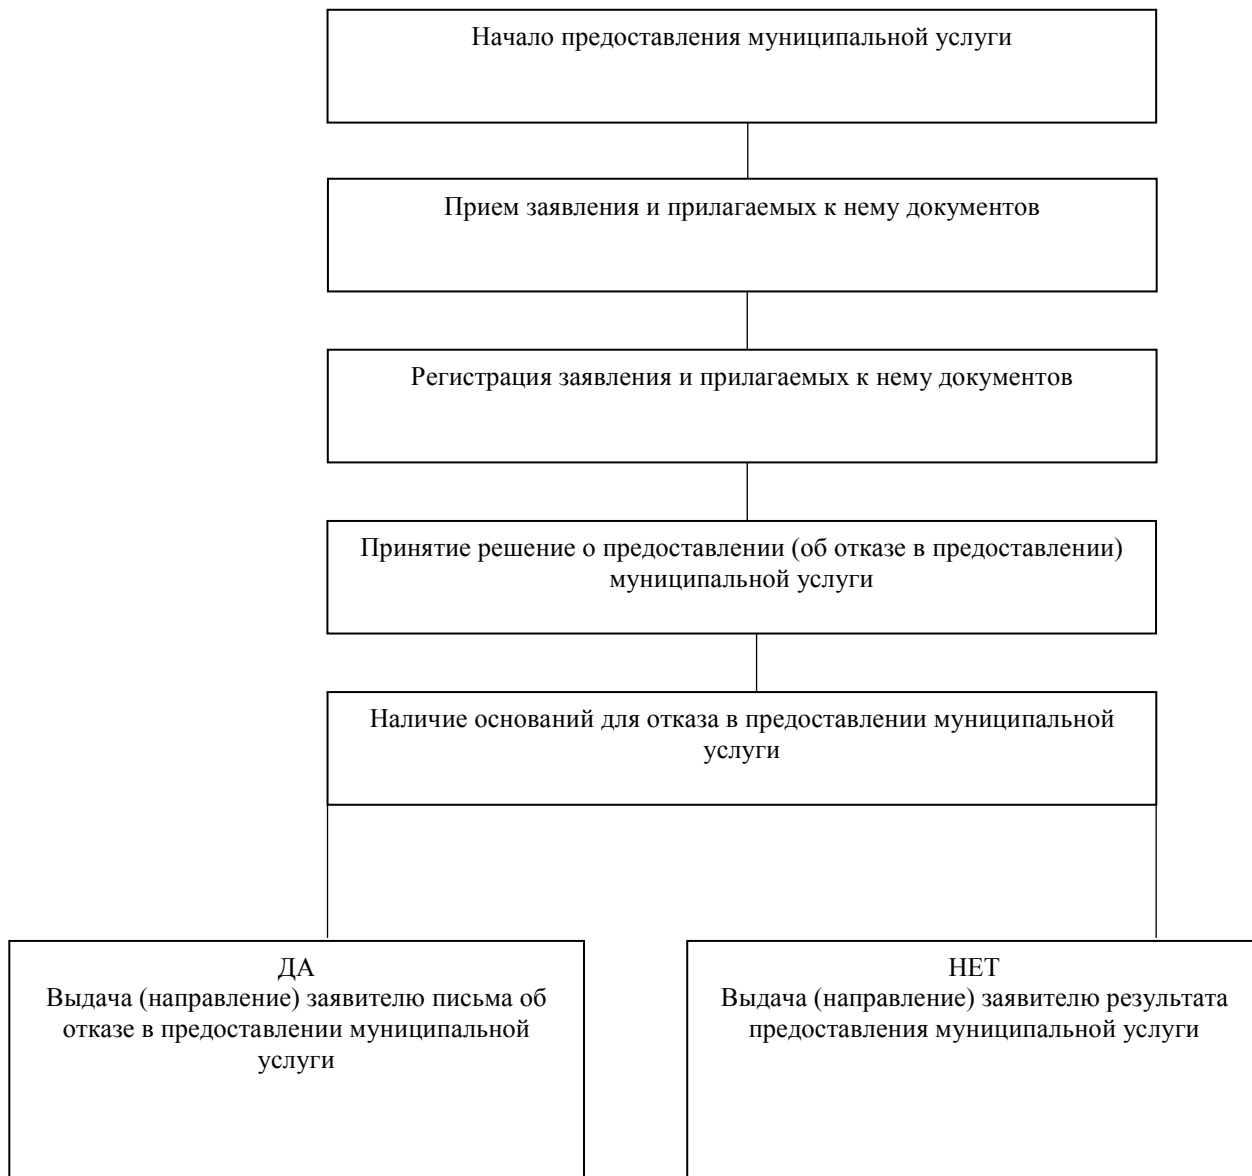 Начало предоставления муниципальной услуги
Прием заявления и прилагаемых к нему документов
Регистрация заявления и прилагаемых к нему документов
Принятие решение о предоставлении (об отказе в предоставлении)
муниципальной услуги
Наличие оснований для отказа в предоставлении муниципальной
услуги
ДА
Выдача (направление) заявителю письма об
отказе в предоставлении муниципальной
услуги
НЕТ
Выдача (направление) заявителю результата
предоставления муниципальной услуги